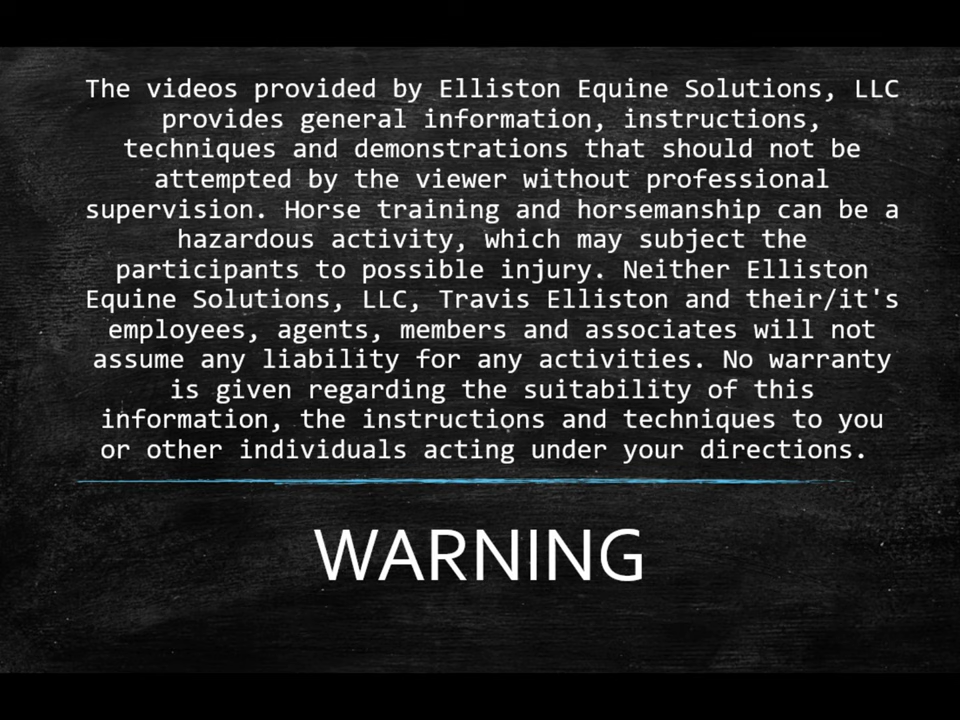 The videos provided by Elliston Equine Solutions, LLC
provides general information, instructions,
techniques and demonstrations that should not be
attempted by the viewer without professional
supervision. Horse training and horsemanship can be a
hazardous activity, which may subject the
participants to possible injury. Neither Elliston
Equine Solutions, LLC, Travis Elliston and their/it's
employees, agents, members and associates will not
assume any liability for any activities. No warranty
is given regarding the suitability of this
information, the instructions and techniques to you
or other individuals acting under your directions.
WARNING